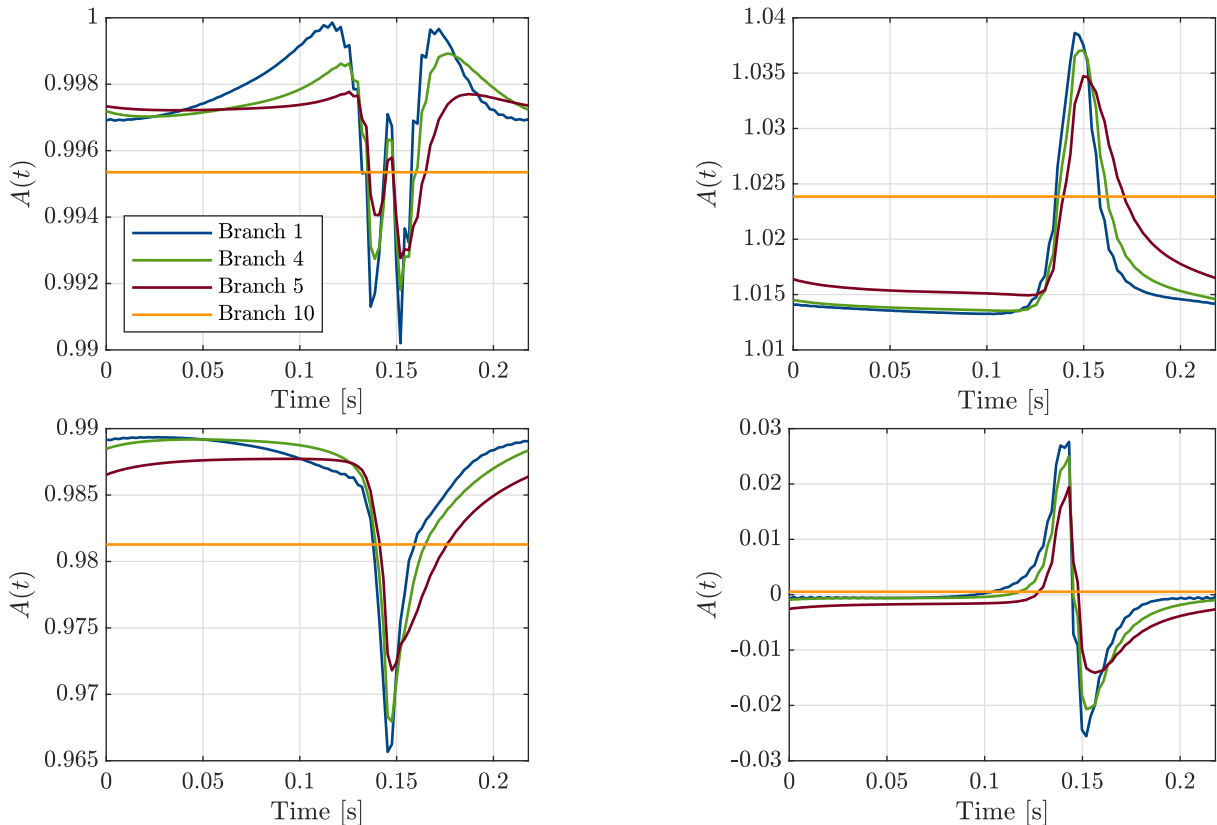 1
0.998
0.996
0.994
0.992
0.99
A(t)
Branch 1
Branch 4
Branch 5
Branch 10
0 0.05 0.1 0.15 0.2
Time [s]
1.04
1.035
1.03
1.025
1.02
1.015
1.01
A(t)
0 0.05 0.1 0.15 0.2
Time [s]
0.99
0.985
0.98
0.975
0.97
0.965
A(t)
0 0.05 0.1 0.15 0.2
Time [s]
0.03
0.02
0.01
0
-0.01
-0.02
-0.03
A(t)
0 0.05 0.1 0.15 0.2
Time [s]